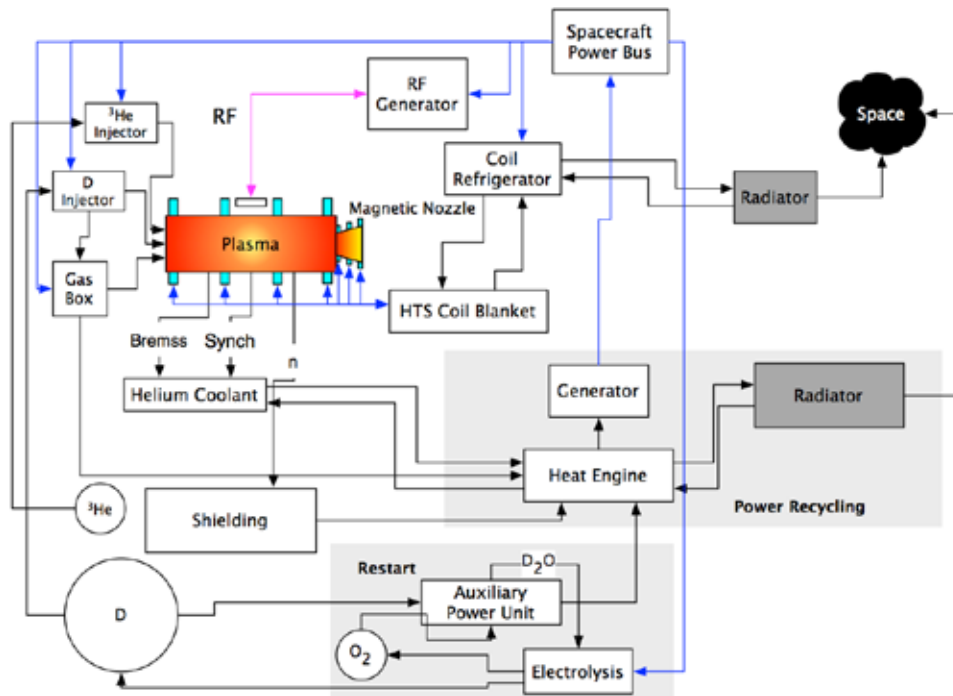 Spacecraft
Power Bus
RF
Generator
RF
Space
³He
Injector
Coil
Refrigerator
D
Injector
Radiator
Magnetic Nozzle
Plasma
Gas
Box
HTS Coil Blanket
Bremss
Synch
n
Helium Coolant
Generator
Radiator
Heat Engine
³He
Shielding
Power Recycling
D₂O
Restart
Auxiliary
Power Unit
D
O₂
Electrolysis